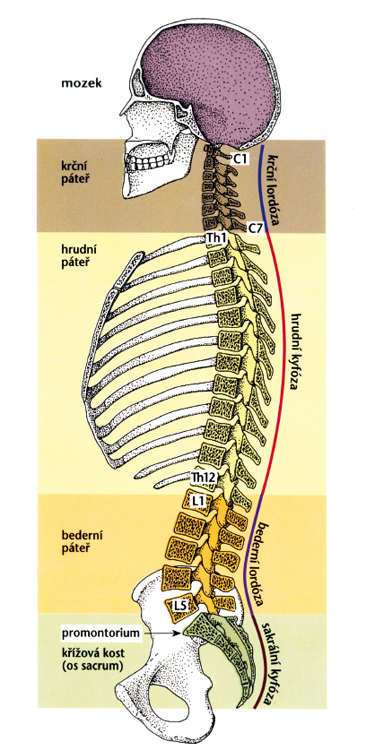 mozek
krční
páteř
C1
krční lordóza
C7
Th1
hrudní
páteř
hrudní kyfóza
Th12
L1
bederní
páteř
bederní lordóza
L5
promontorium
křížová kost
(os sacrum)
sakrální kyfóza